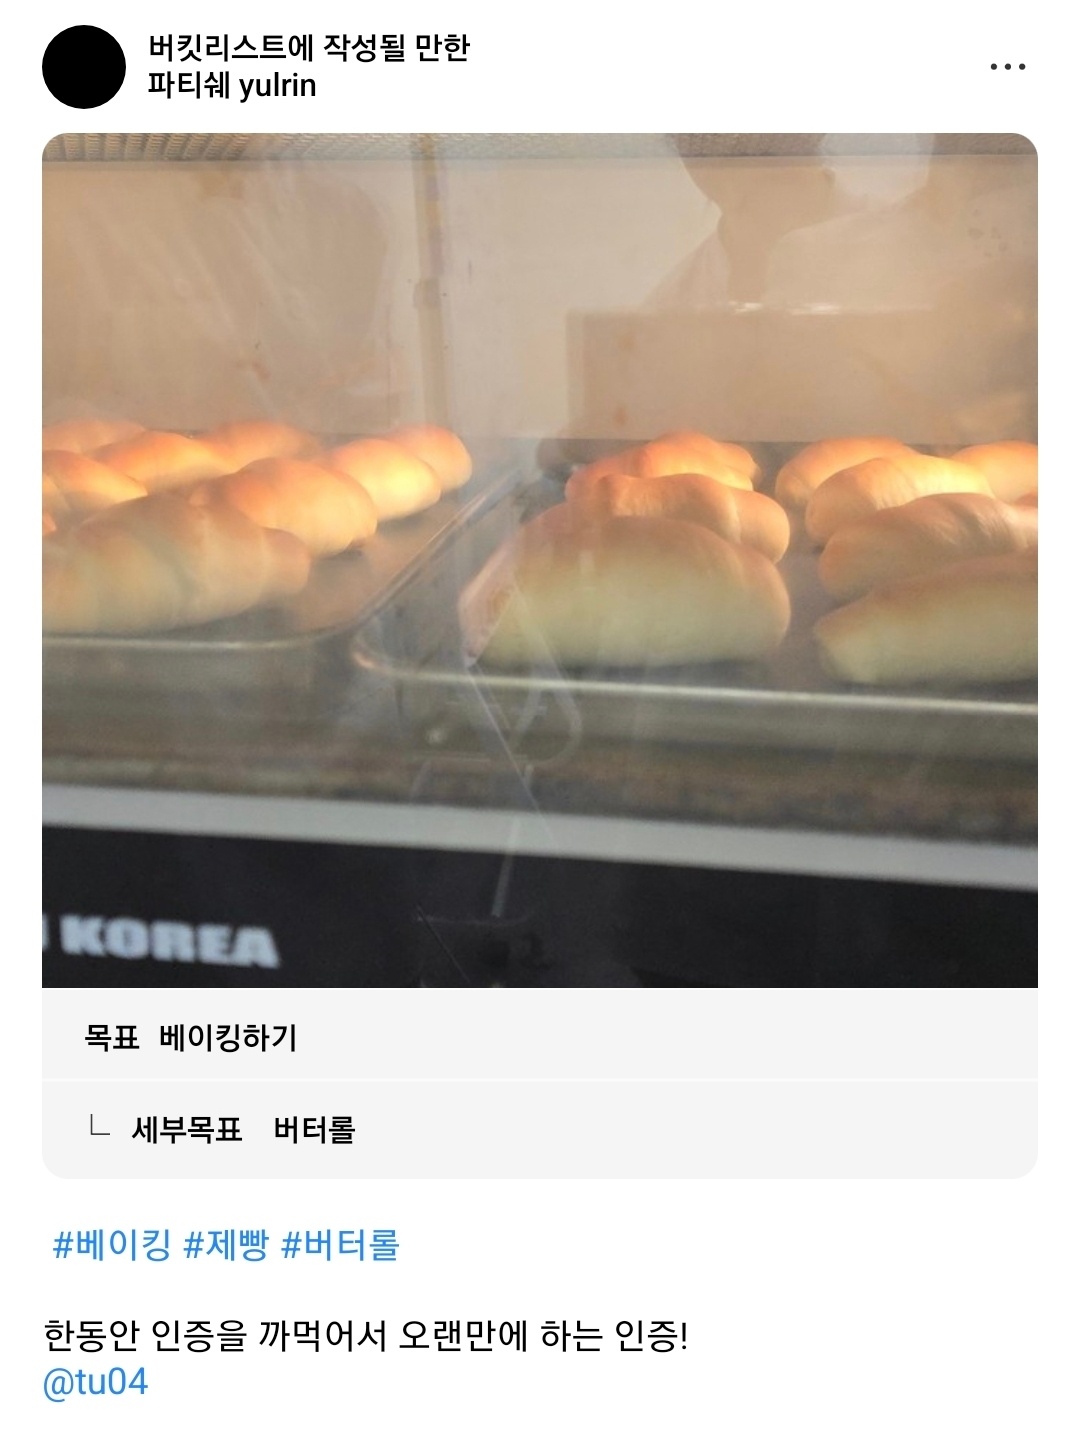 버킷리스트에 작성될 만한
파티쉐 yulrin
KOREA
목표 베이킹하기
세부목표 버터롤
#베이킹 #제빵 #버터롤
한동안 인증을 까먹어서 오랜만에 하는 인증!
@tu04